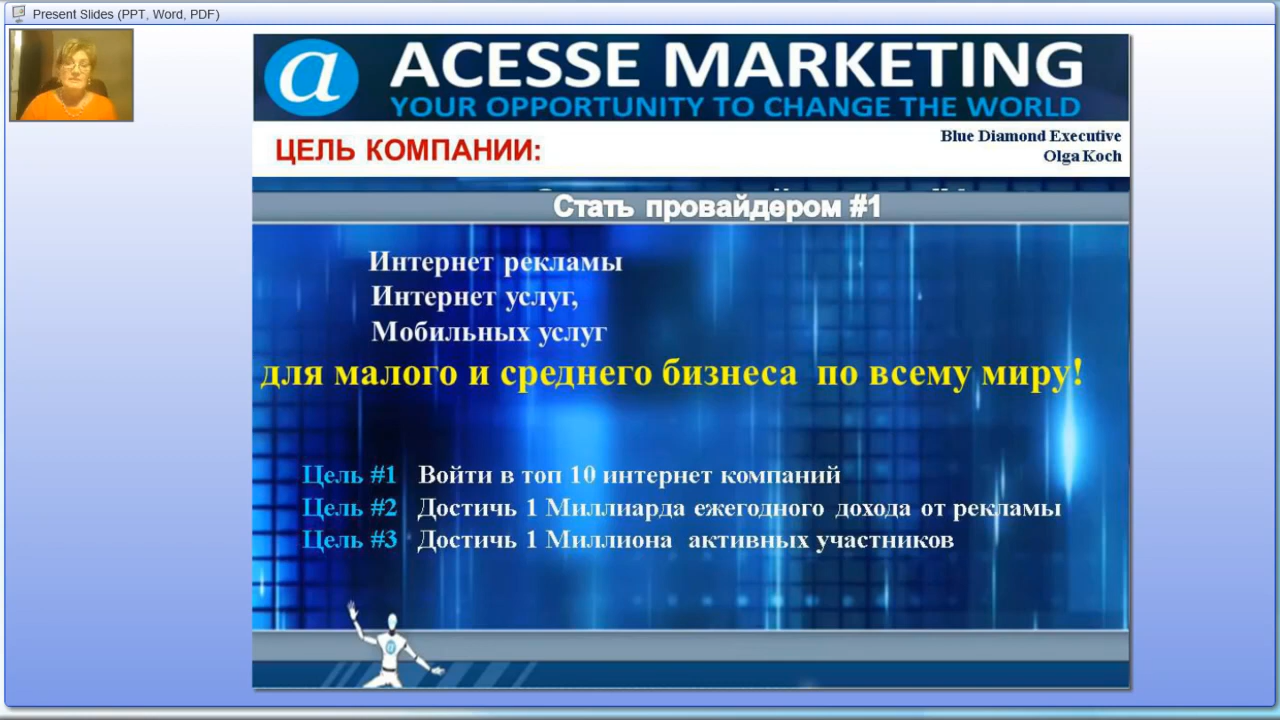 Present Slides (PPT, Word, PDF)
a
ACESSE MARKETING
YOUR OPPORTUNITY TO CHANGE THE WORLD
Blue Diamond Executive
Olga Koch
ЦЕЛЬ КОМПАНИИ:
Стать провайдером #1
Интернет рекламы
Интернет услуг,
Мобильных услуг
для малого и среднего бизнеса по всему миру!
Цель #1 Войти в топ 10 интернет компаний
Цель #2 Достичь 1 Миллиарда ежегодного дохода от рекламы
Цель #3 Достичь 1 Миллиона активных участников